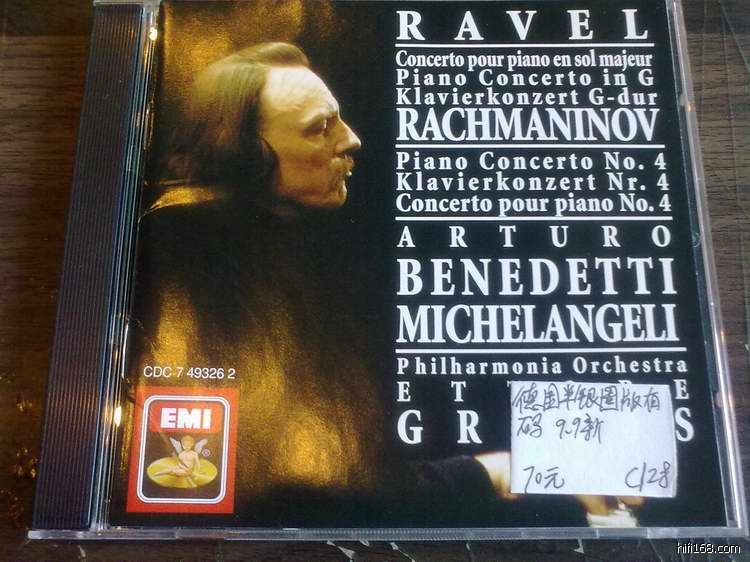 RAVEL
Concerto pour piano en sol majeur
Piano Concerto in G
Klavierkonzert G-dur
RACHMANINOV
Piano Concerto No. 4
Klavierkonzert Nr. 4
Concerto pour piano No. 4
ARTURO
BENEDETTI
MICHELANGELI
Philharmonia Orchestra
CDC-7 49326 2
EMI
德国半银圈版有
码 9.9新
70元
hifi168.com